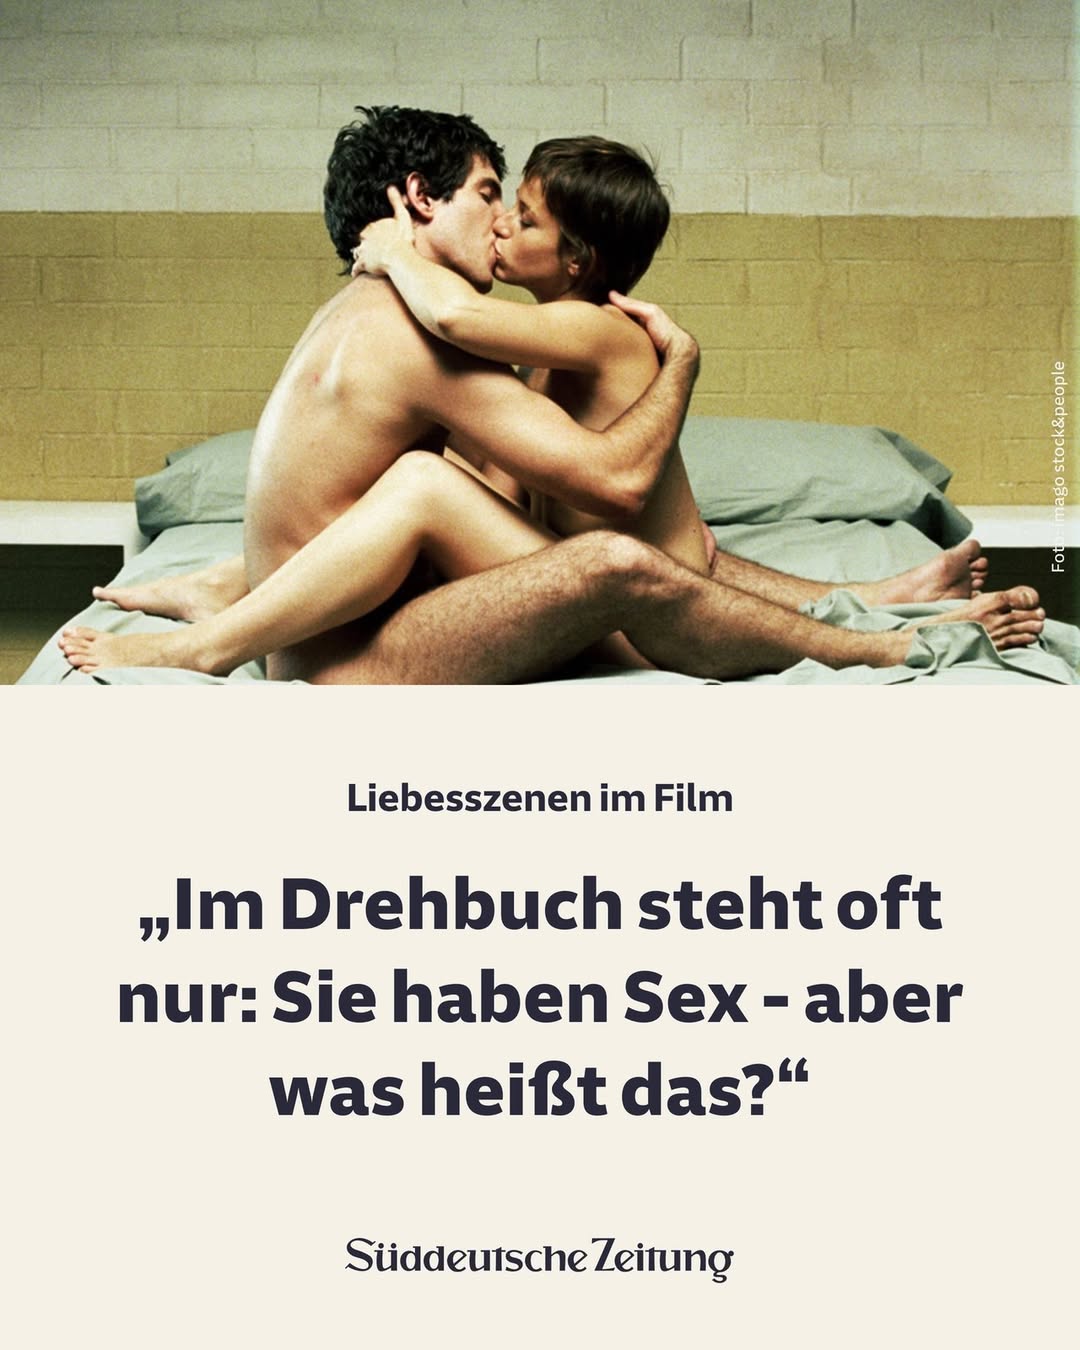 Foto: imago stock&people
Liebesszenen im Film
„Im Drehbuch steht oft
nur: Sie haben Sex - aber
was heißt das?“
Süddeutsche Zeitung